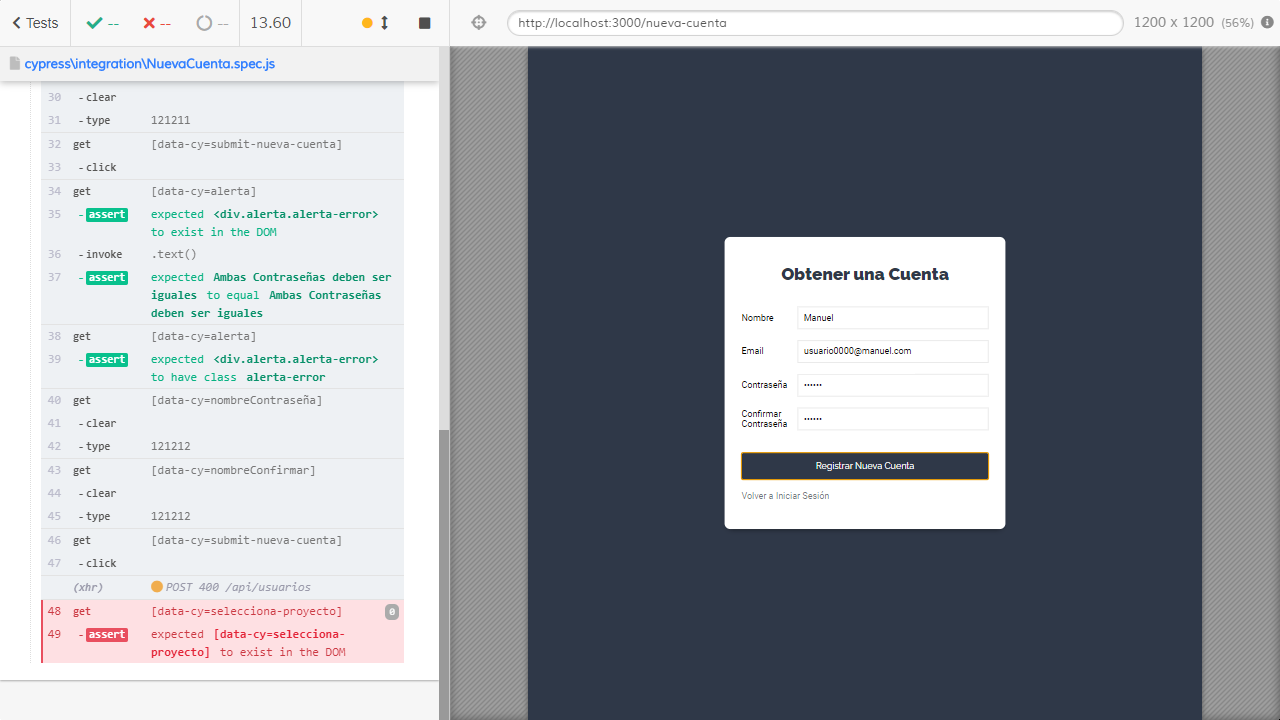 Tests
--
--
--
13.60
http://localhost:3000/nueva-cuenta
1200 x 1200 (56%)
cypress\integration\NuevaCuenta.spec.js
30 - clear
31 - type 121211
32 get [data-cy=submit-nueva-cuenta]
33 - click
34 get [data-cy=alerta]
35 - assert expected <div.alerta.alerta-error>
to exist in the DOM
36 - invoke .text()
37 - assert expected Ambas Contraseñas deben ser
iguales to equal Ambas Contraseñas
deben ser iguales
38 get [data-cy=alerta]
39 - assert expected <div.alerta.alerta-error>
to have class alerta-error
40 get [data-cy=nombreContraseña]
41 - clear
42 - type 121212
43 get [data-cy=nombreConfirmar]
44 - clear
45 - type 121212
46 get [data-cy=submit-nueva-cuenta]
47 - click
(xhr) POST 400 /api/usuarios
48 get [data-cy=selecciona-proyecto] 0
49 - assert expected [data-cy=selecciona-
proyecto] to exist in the DOM
Obtener una Cuenta
Nombre Manuel
Email usuario0000@manuel.com
Contraseña ••••••
Confirmar
Contraseña ••••••
Registrar Nueva Cuenta
Volver a Iniciar Sesión